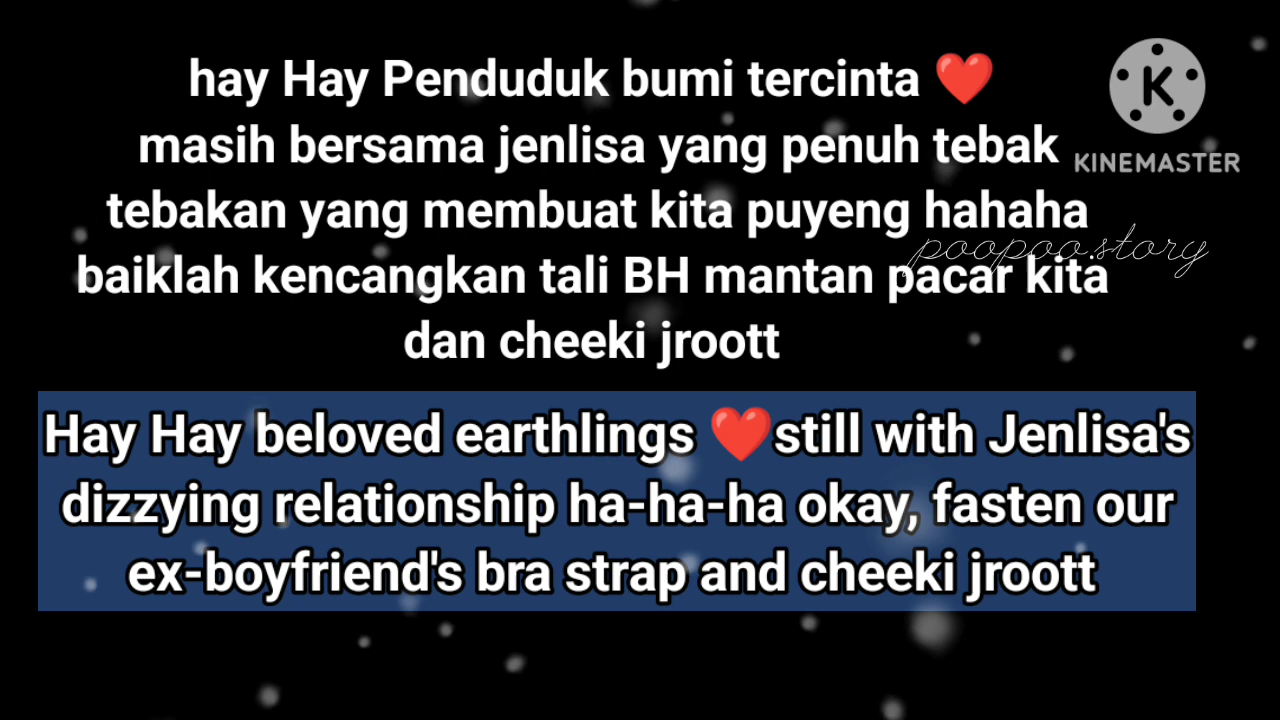 hay Hay Penduduk bumi tercinta ❤️
masih bersama jenlisa yang penuh tebak
KINEMASTER
tebakan yang membuat kita puyeng hahaha
poopoo.story
baiklah kencangkan tali BH mantan pacar kita
dan cheeki jroott
Hay Hay beloved earthlings ❤️still with Jenlisa's
dizzying relationship ha-ha-ha okay, fasten our
ex-boyfriend's bra strap and cheeki jroott